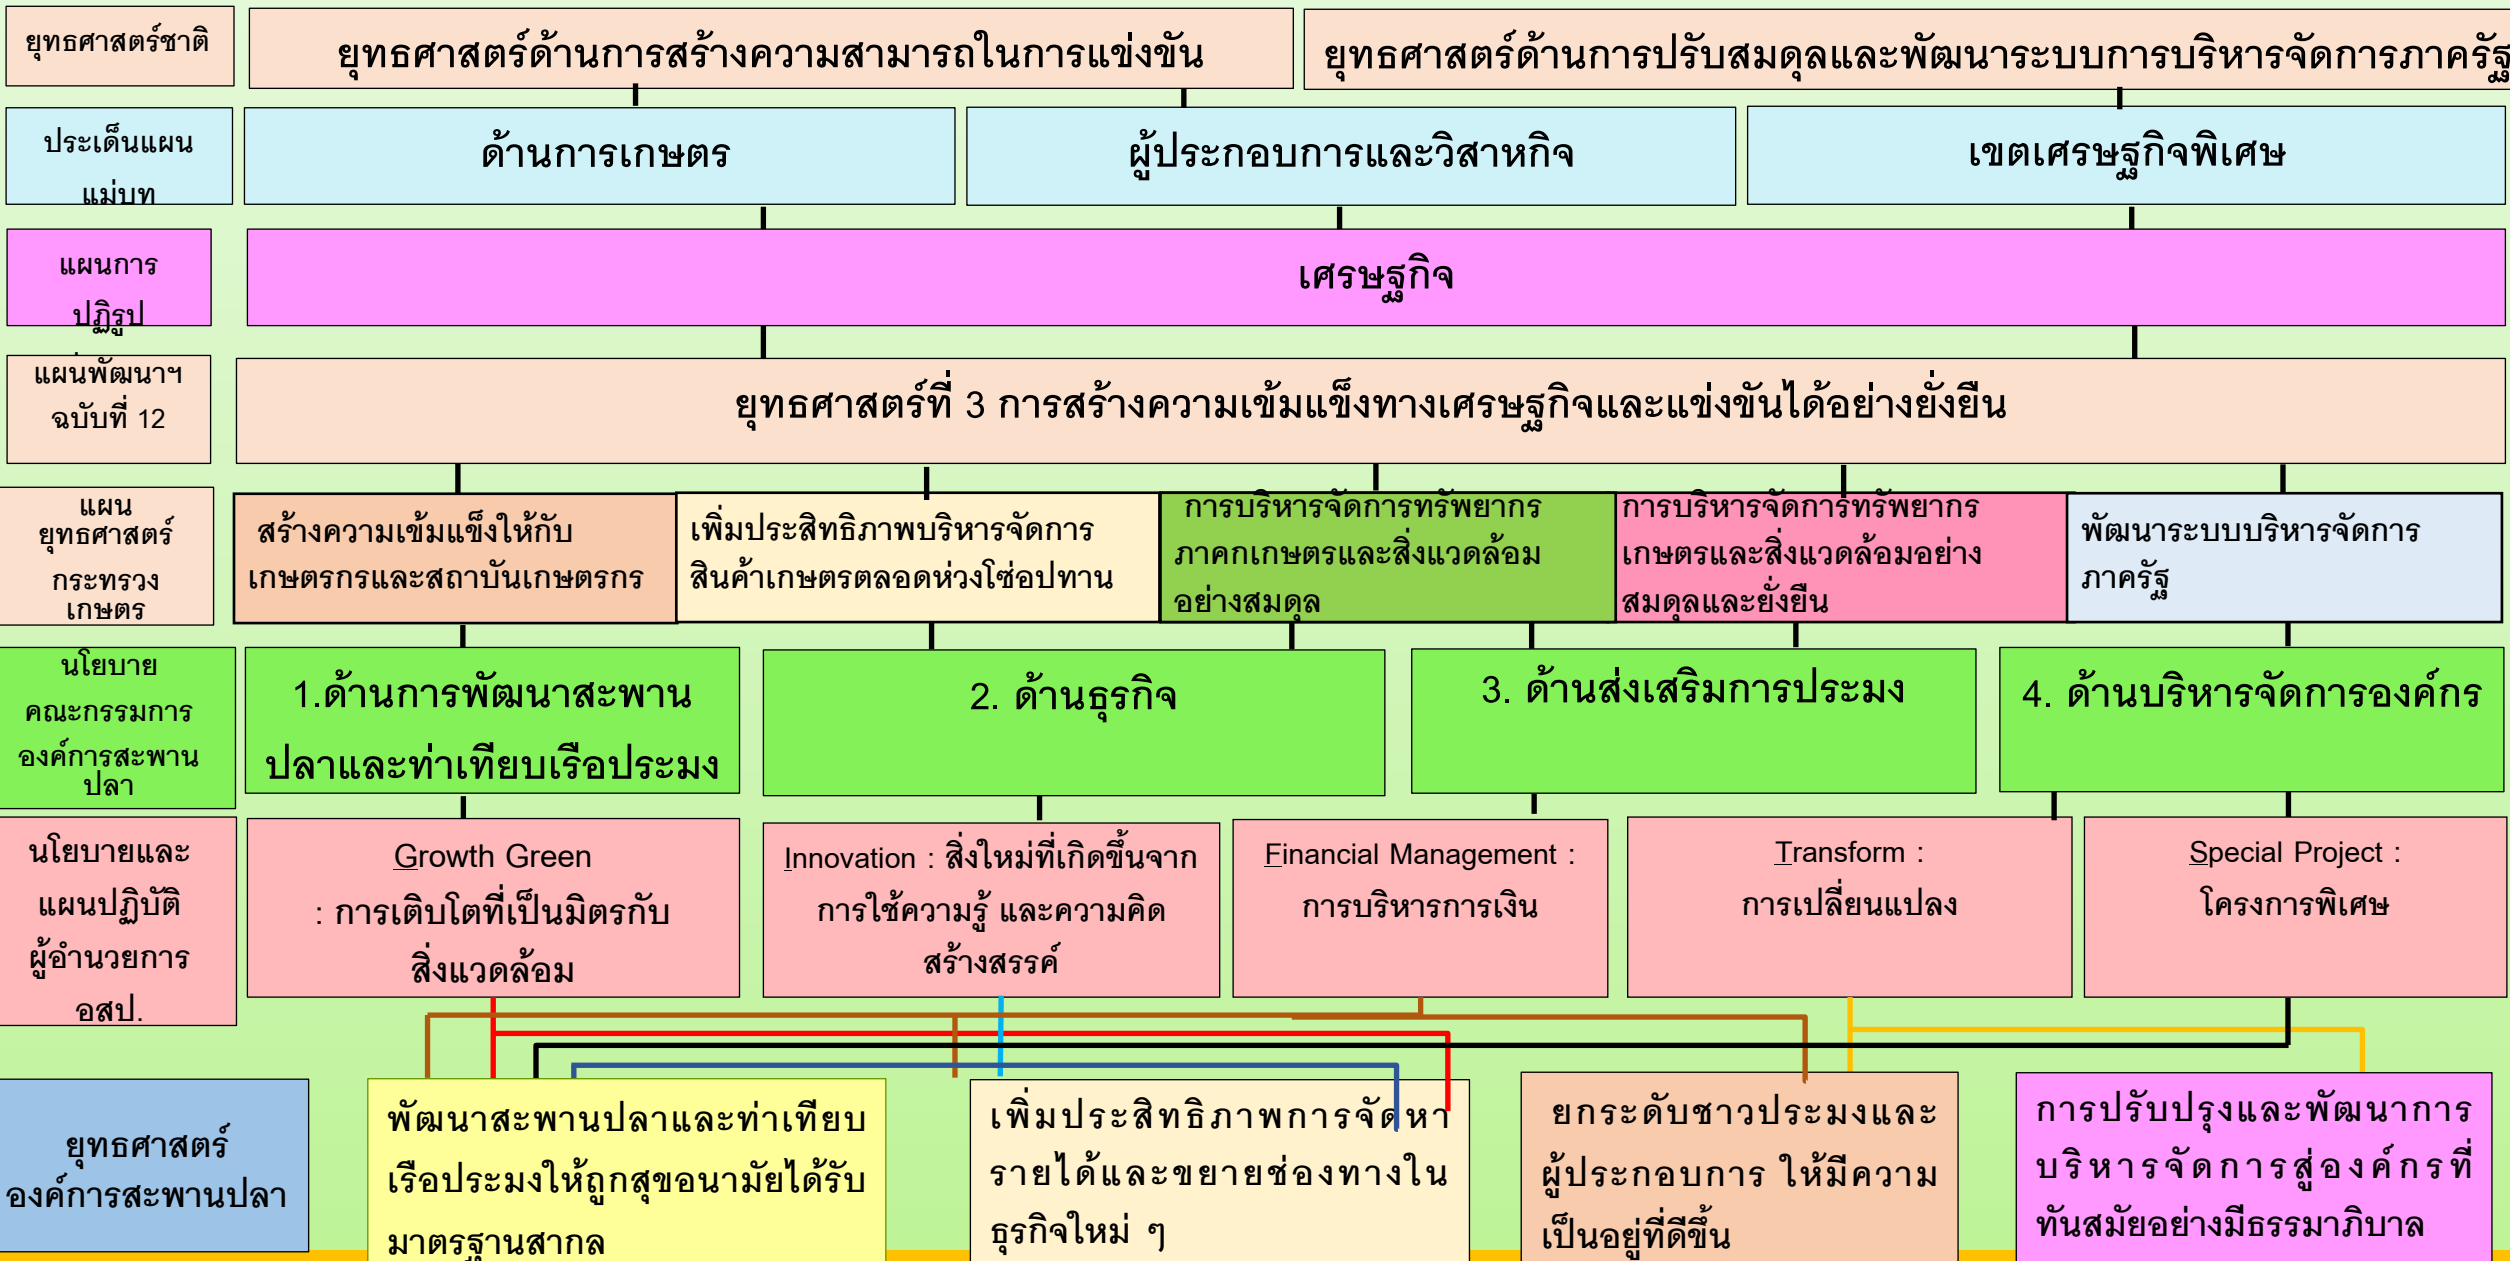 ยุทธศาสตร์ชาติ
ยุทธศาสตร์ด้านการสร้างความสามารถในการแข่งขัน
ยุทธศาสตร์ด้านการปรับสมดุลและพัฒนาระบบการบริหารจัดการภาครัฐ
ประเด็นแผน
แม่บท
ด้านการเกษตร
ผู้ประกอบการและวิสาหกิจ
เขตเศรษฐกิจพิเศษ
แผนการ
ปฏิรูป
เศรษฐกิจ
แผนพัฒนาฯ
ฉบับที่ 12
ยุทธศาสตร์ที่ 3 การสร้างความเข้มแข็งทางเศรษฐกิจและแข่งขันได้อย่างยั่งยืน
แผน
ยุทธศาสตร์
กระทรวง
เกษตร
สร้างความเข้มแข็งให้กับ
เกษตรกรและสถาบันเกษตรกร
เพิ่มประสิทธิภาพบริหารจัดการ
สินค้าเกษตรตลอดห่วงโซ่อปทาน
การบริหารจัดการทรัพยากร
ภาคกเกษตรและสิ่งแวดล้อม
อย่างสมดุล
การบริหารจัดการทรัพยากร
เกษตรและสิ่งแวดล้อมอย่าง
สมดุลและยั่งยืน
พัฒนาระบบบริหารจัดการ
ภาครัฐ
นโยบาย
คณะกรรมการ
องค์การสะพาน
ปลา
1.ด้านการพัฒนาสะพาน
ปลาและท่าเทียบเรือประมง
2. ด้านธุรกิจ
3. ด้านส่งเสริมการประมง
4. ด้านบริหารจัดการองค์กร
นโยบายและ
แผนปฏิบัติ
ผู้อำนวยการ
อสป.
Growth Green
: การเติบโตที่เป็นมิตรกับ
สิ่งแวดล้อม
Innovation : สิ่งใหม่ที่เกิดขึ้นจาก
การใช้ความรู้ และความคิด
สร้างสรรค์
Financial Management :
การบริหารการเงิน
Transform :
การเปลี่ยนแปลง
Special Project :
โครงการพิเศษ
ยุทธศาสตร์
องค์การสะพานปลา
พัฒนาสะพานปลาและท่าเทียบ
เรือประมงให้ถูกสุขอนามัยได้รับ
มาตรฐานสากล
เพิ่มประสิทธิภาพการจัดหา
รายได้และขยายช่องทางใน
ธุรกิจใหม่ ๆ
ยกระดับชาวประมงและ
ผู้ประกอบการ ให้มีความ
เป็นอยู่ที่ดีขึ้น
การปรับปรุงและพัฒนาการ
บริหารจัดการสู่องค์กรที่
ทันสมัยอย่างมีธรรมาภิบาล